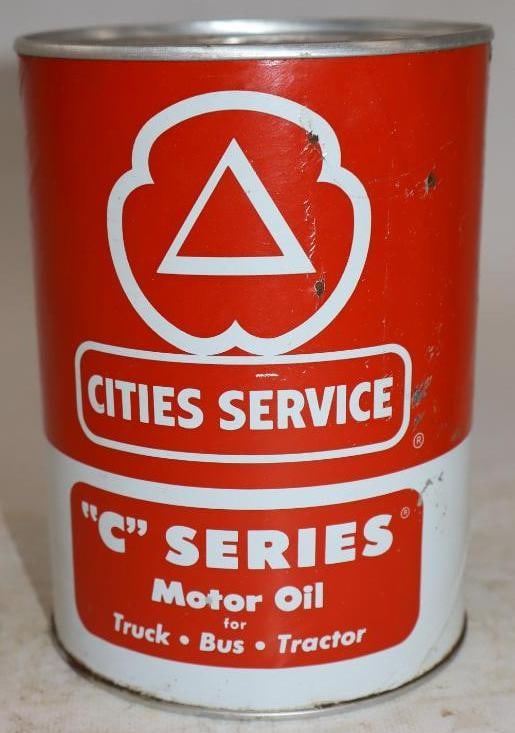 CITIES SERVICE
®
"C" SERIES ®
Motor Oil
for
Truck • Bus • Tractor